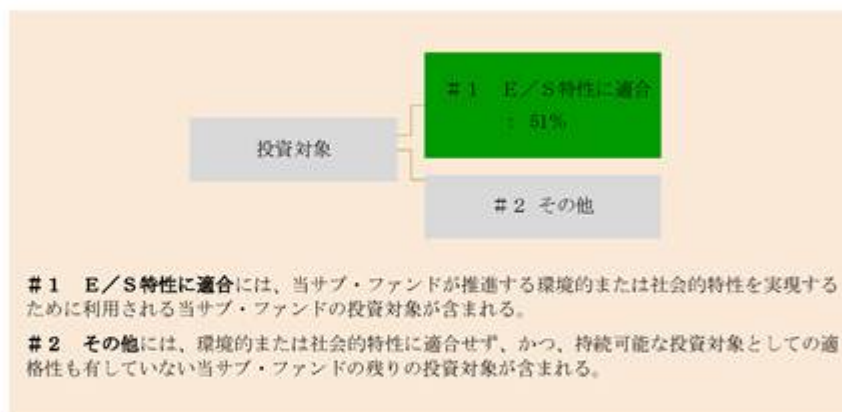 #1 E/S特性に適合
: 51%
投資対象
#2 その他
#1 E/S特性に適合には、当サブ・ファンドが推進する環境的または社会的特性を実現する
ために利用される当サブ・ファンドの投資対象が含まれる。
#2 その他には、環境的または社会的特性に適合せず、かつ、持続可能な投資対象としての適
格性も有していない当サブ・ファンドの残りの投資対象が含まれる。